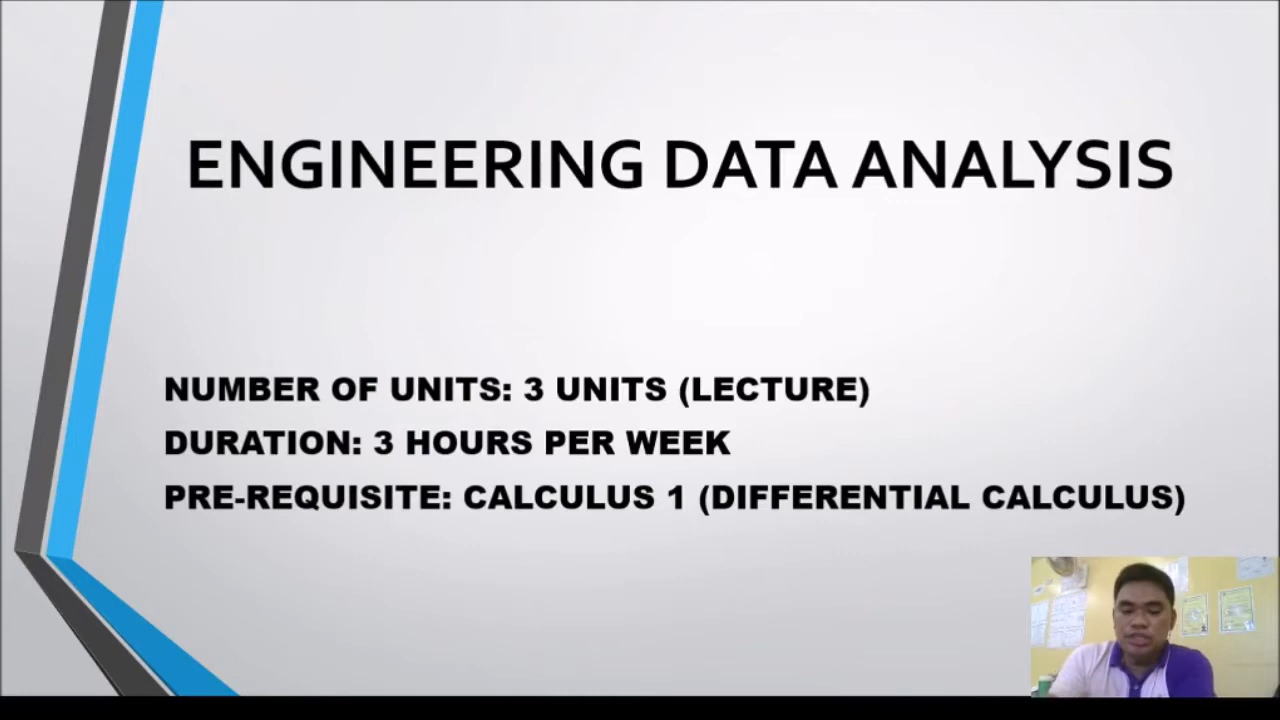 ENGINEERING DATA ANALYSIS
NUMBER OF UNITS: 3 UNITS (LECTURE)
DURATION: 3 HOURS PER WEEK
PRE-REQUISITE: CALCULUS 1 (DIFFERENTIAL CALCULUS)